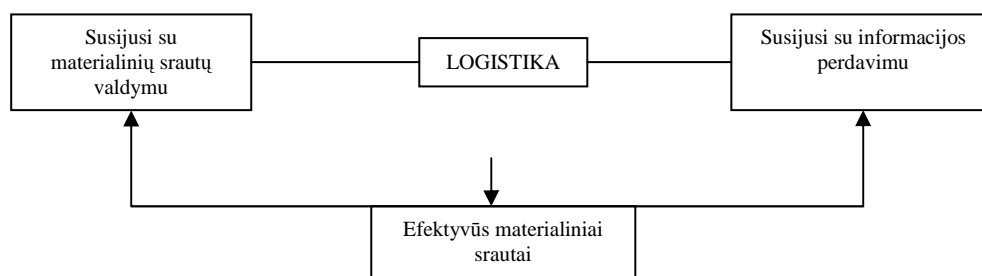 Susijusi su
materialinių srautų
valdymu
LOGISTIKA
Susijusi su informacijos
perdavimu
Efektyvūs materialiniai
srautai